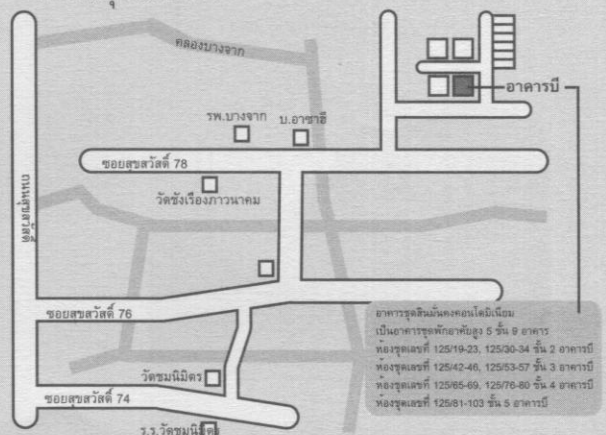 คลองบางจาก
อาคารบี
รพ.บางจาก
บ.อาซาฮี
ซอยสุขสวัสดิ์ 78
ถนนสุขสวัสดิ์
วัดชังเรืองภาวนาคม
ซอยสุขสวัสดิ์ 76
อาคารชุดสินมั่นคงคอนโดมิเนียม
เป็นอาคารชุดพักอาศัยสูง 5 ชั้น 9 อาคาร
ห้องชุดเลขที่ 125/19-23, 125/30-34 ชั้น 2 อาคารบี
ห้องชุดเลขที่ 125/42-46, 125/53-57 ชั้น 3 อาคารบี
ห้องชุดเลขที่ 125/65-69, 125/76-80 ชั้น 4 อาคารบี
ห้องชุดเลขที่ 125/81-103 ชั้น 5 อาคารบี
วัดชมนิมิตร
ซอยสุขสวัสดิ์ 74
ร.ร.วัดชมนิมิตร